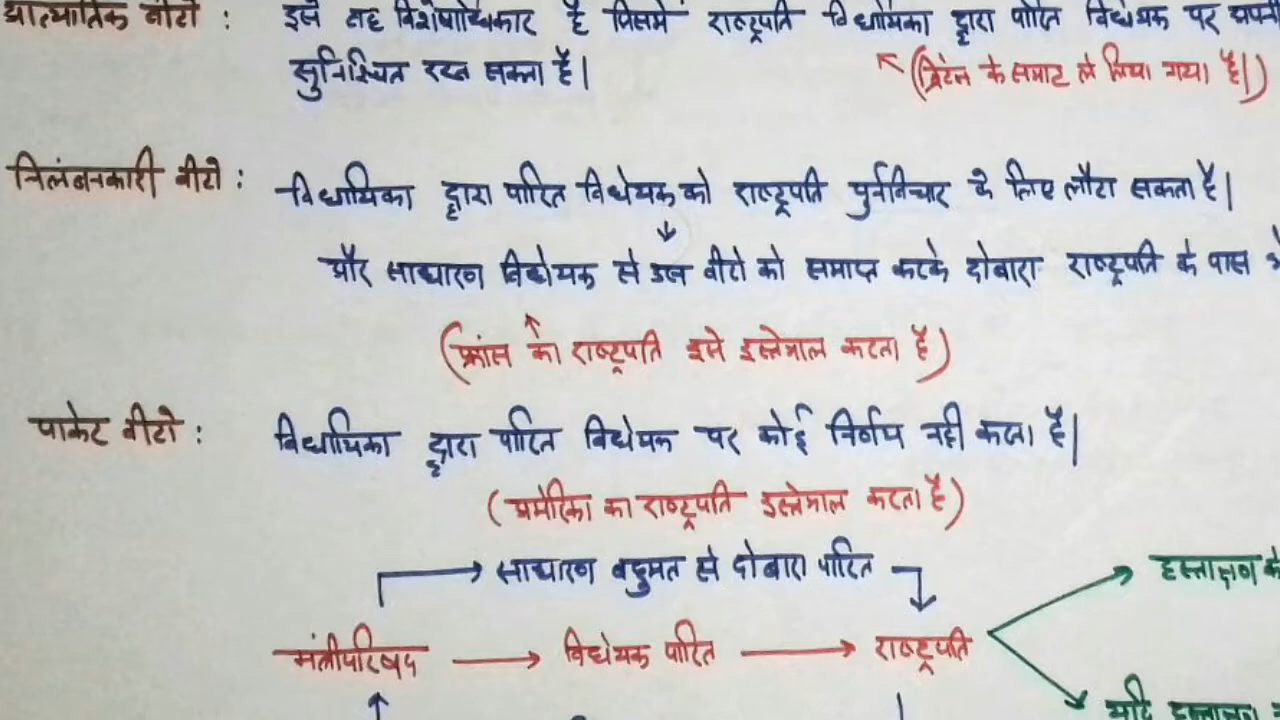 आत्यांतिक वीटो : इसे वह विशेषाधिकार है जिसमें राष्ट्रपति विधायिका द्वारा पारित विधेयक पर अपनी
सुनिश्चित रख सकता है।
(ब्रिटेन के सम्राट से लिया गया है।)
निलंबनकारी वीटो : विधायिका द्वारा पारित विधेयक को राष्ट्रपति पुर्नविचार के लिए लौटा सकता है।
और साधारण विधेयक से उस वीटो को समाप्त करके दोबारा राष्ट्रपति के पास
(फ्रांस का राष्ट्रपति इसे इस्तेमाल करता है)
पाकेट वीटो : विधायिका द्वारा पारित विधेयक पर कोई निर्णय नही करता है।
(अमेरिका का राष्ट्रपति इस्तेमाल करता है)
साधारण बहुमत से दोबारा पारित
हस्ताक्षण के
मंत्रीपरिषद → विधेयक पारित → राष्ट्रपति
यदि